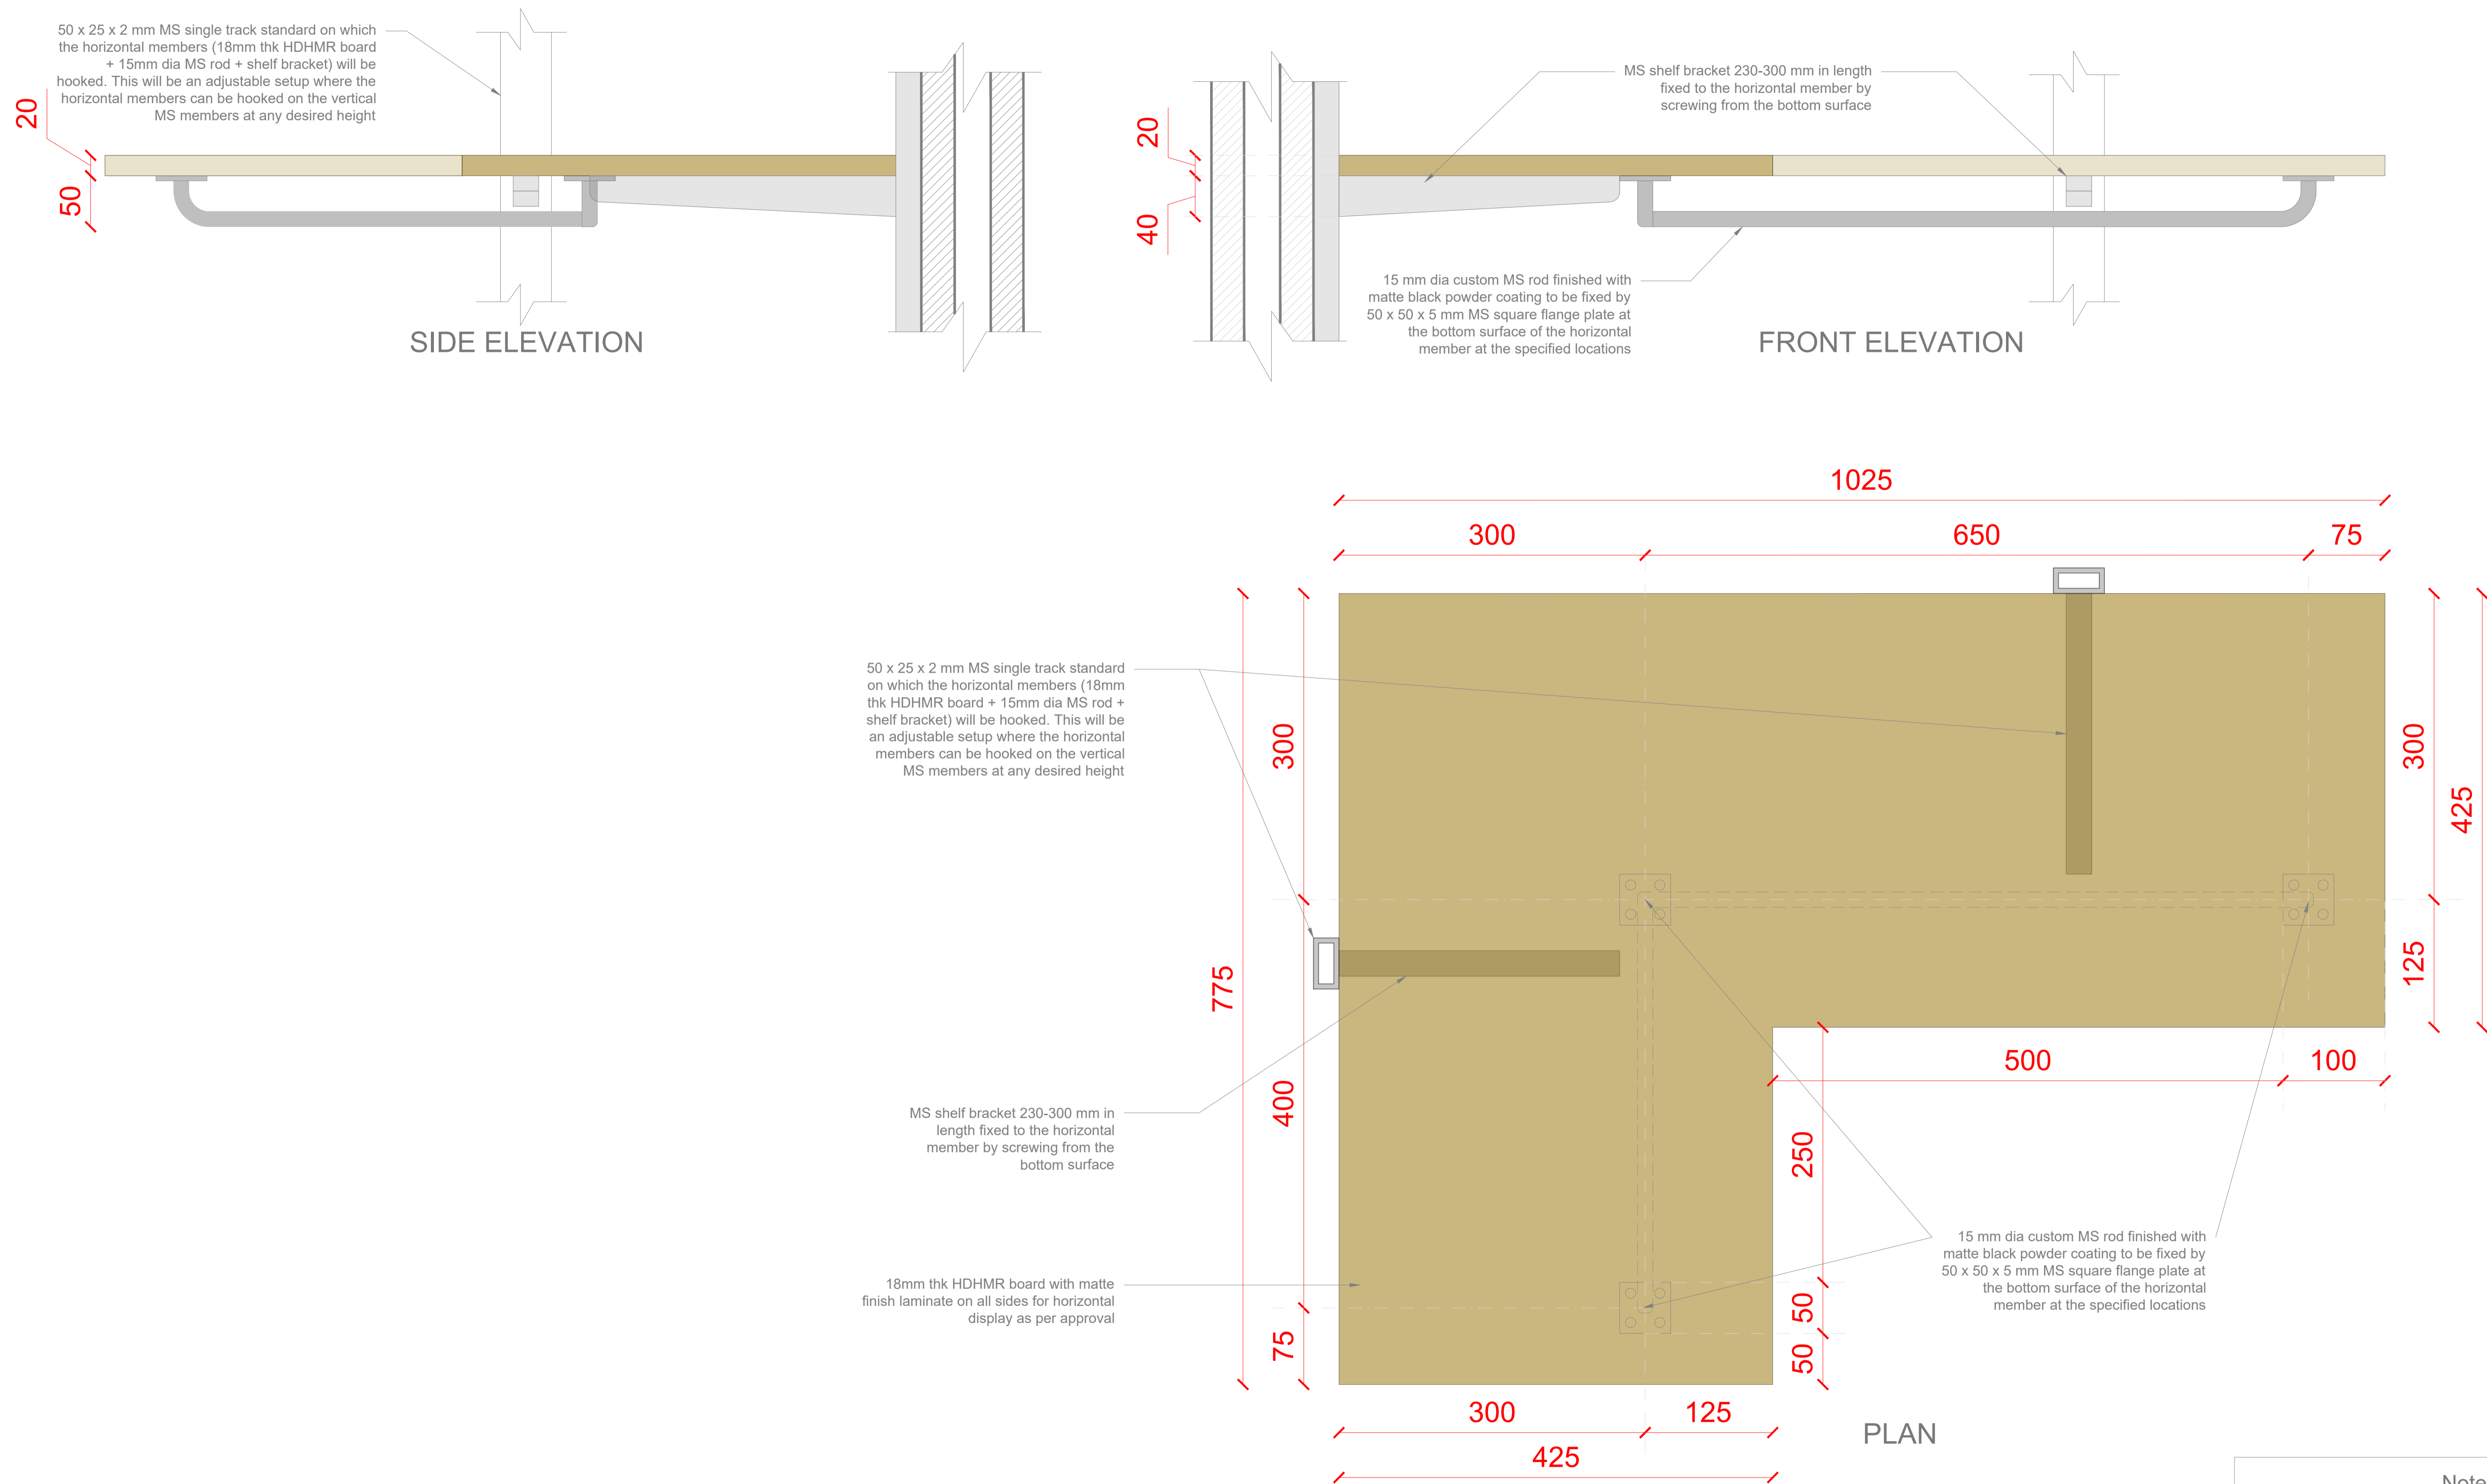 50 x 25 x 2 mm MS single track standard on which
the horizontal members (18mm thk HDHMR board
+ 15mm dia MS rod + shelf bracket) will be
hooked. This will be an adjustable setup where the
horizontal members can be hooked on the vertical
MS members at any desired height
20
50
SIDE ELEVATION
MS shelf bracket 230-300 mm in length
fixed to the horizontal member by
screwing from the bottom surface
20
40
15 mm dia custom MS rod finished with
matte black powder coating to be fixed by
50 x 50 x 5 mm MS square flange plate at
the bottom surface of the horizontal
member at the specified locations
FRONT ELEVATION
1025
300
650
75
50 x 25 x 2 mm MS single track standard
on which the horizontal members (18mm
thk HDHMR board + 15mm dia MS rod +
shelf bracket) will be hooked. This will be
an adjustable setup where the horizontal
members can be hooked on the vertical
MS members at any desired height
300
775
400
75
300
425
125
500
100
250
50
50
MS shelf bracket 230-300 mm in
length fixed to the horizontal
member by screwing from the
bottom surface
18mm thk HDHMR board with matte
finish laminate on all sides for horizontal
display as per approval
15 mm dia custom MS rod finished with
matte black powder coating to be fixed by
50 x 50 x 5 mm MS square flange plate at
the bottom surface of the horizontal
member at the specified locations
300
125
425
PLAN
Note